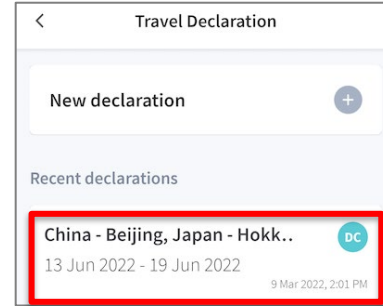 Travel Declaration
New declaration
Recent declarations
China - Beijing, Japan - Hokk..
DC
13 Jun 2022 - 19 Jun 2022
9 Mar 2022, 2:01 PM